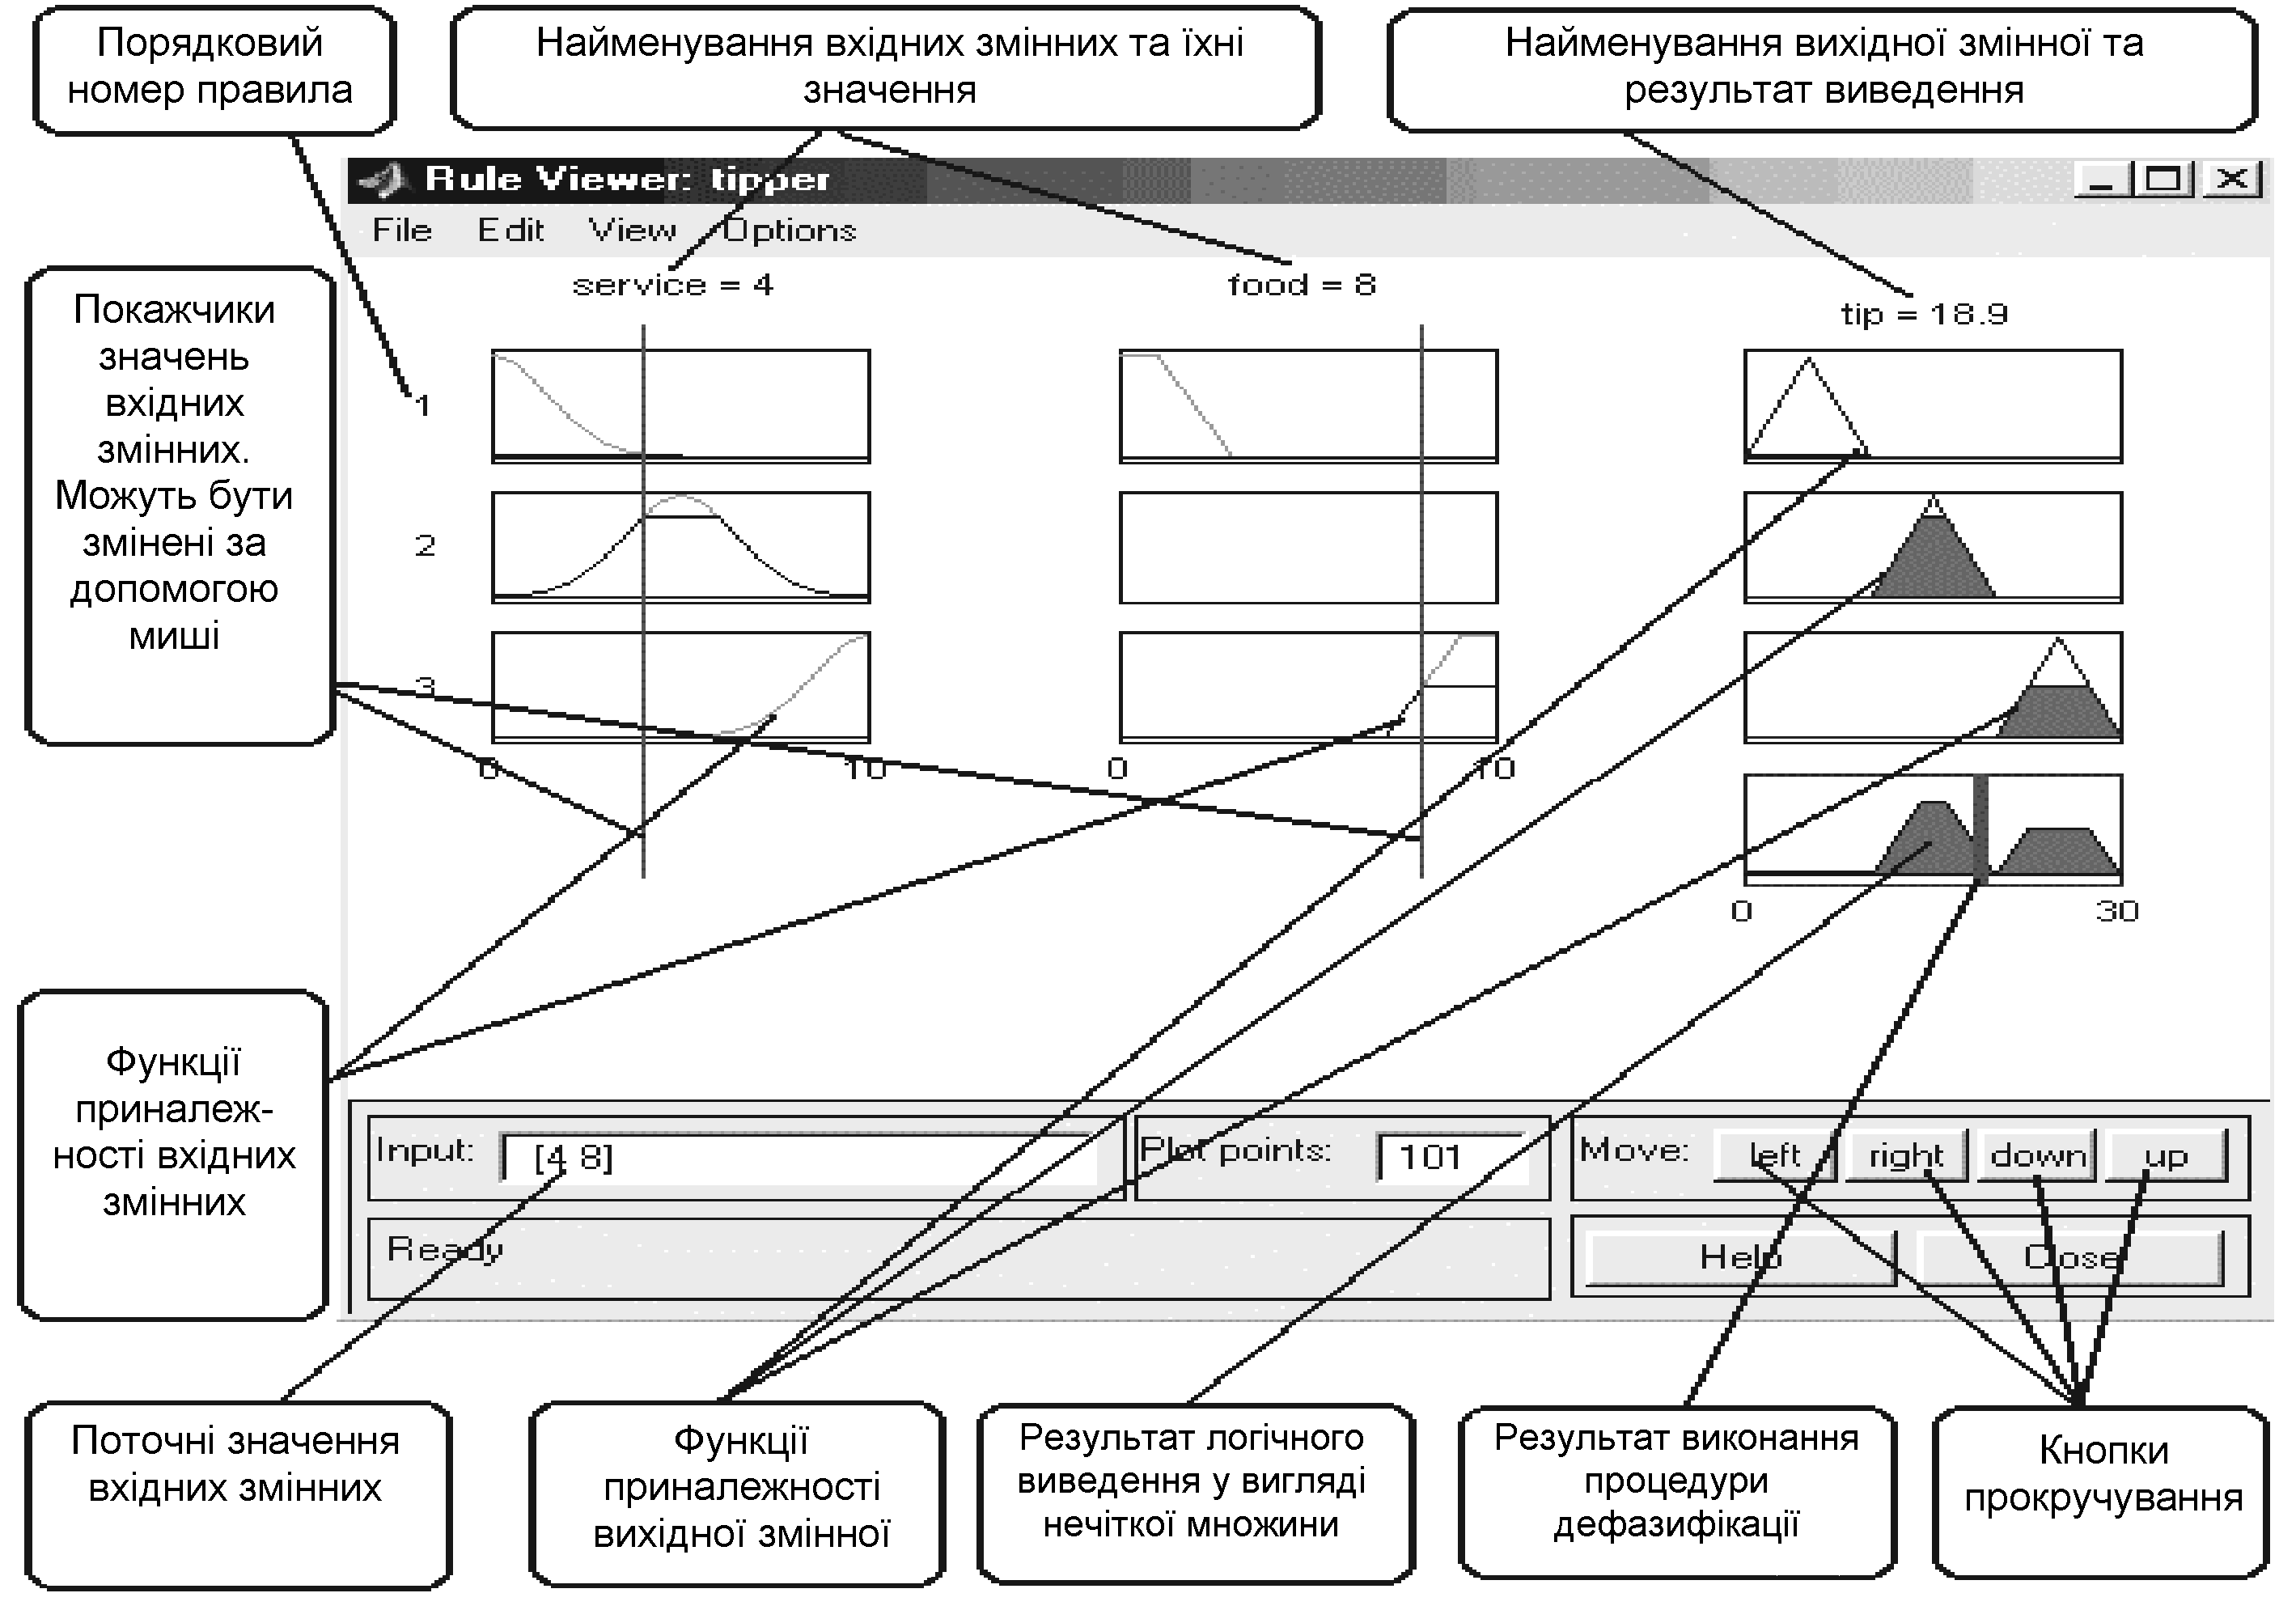 Порядковий
номер правила
Найменування вхідних змінних та їхні
значення
Найменування вихідної змінної та
результат виведення
Rule Viewer: tipper
File Edit View Options
Покажчики
значень
вхідних
змінних.
Можуть бути
змінені за
допомогою
миші
service = 4
food = 8
tip = 18.9
1
2
3
0
10
0
10
0
30
Функції
приналеж-
ності вхідних
змінних
Input:
[4 8]
Plot points:
101
Move:
left
right
down
up
Ready
Help
Close
Поточні значення
вхідних змінних
Функції
приналежності
вихідної змінної
Результат логічного
виведення у вигляді
нечіткої множини
Результат виконання
процедури
дефазифікації
Кнопки
прокручування